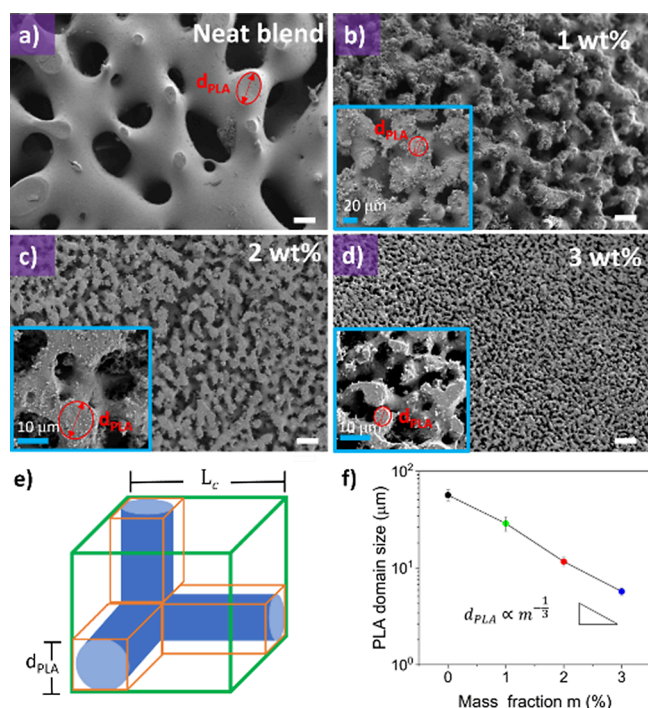 a)
Neat blend
dPLA
b)
1 wt%
dPLA
20 μm
c)
2 wt%
dPLA
10 μm
d)
3 wt%
dPLA
10 μm
e)
Lc
dPLA
f)
PLA domain size (μm)
10²
10¹
10⁰
dPLA ∝ m^-1/3
0 1 2 3
Mass fraction m (%)